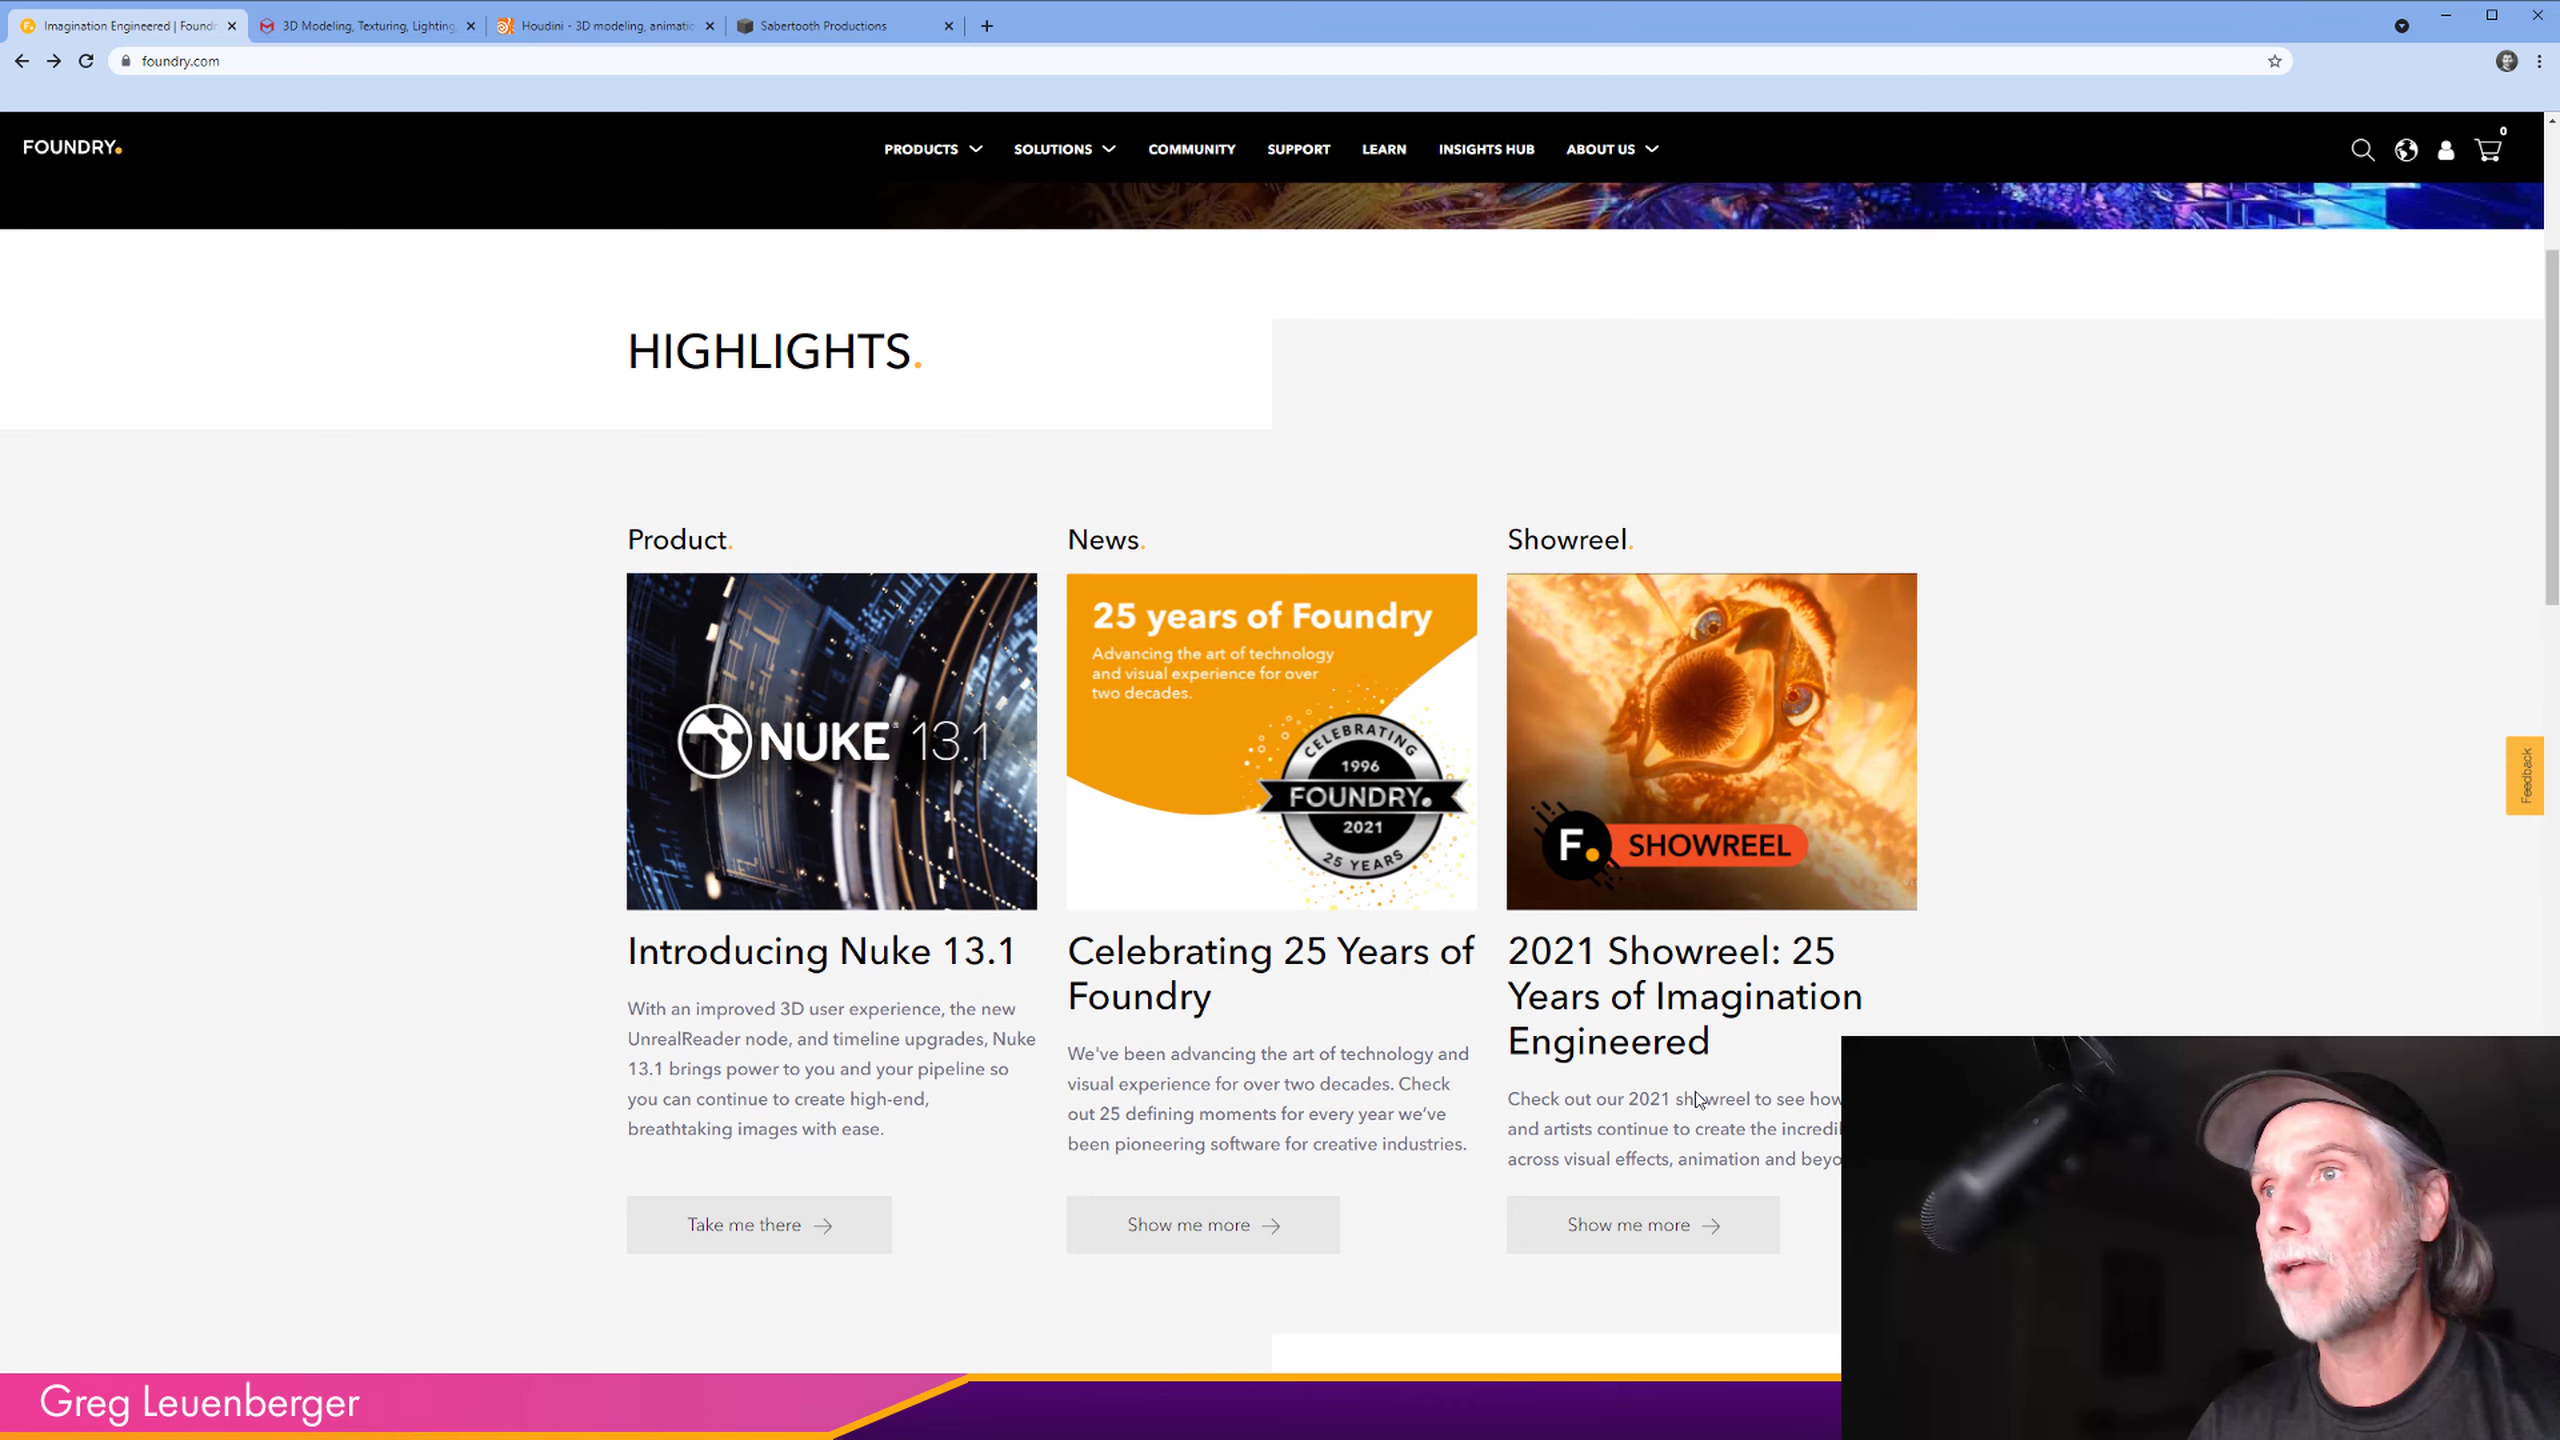 Imagination Engineered | Found
3D Modeling, Texturing, Lighting,
Houdini - 3D modeling, animatio
Sabertooth Productions
foundry.com
FOUNDRY.
PRODUCTS
SOLUTIONS
COMMUNITY
SUPPORT
LEARN
INSIGHTS HUB
ABOUT US
0
HIGHLIGHTS.
Product.
NUKE® 13.1
Introducing Nuke 13.1
With an improved 3D user experience, the new
UnrealReader node, and timeline upgrades, Nuke
13.1 brings power to you and your pipeline so
you can continue to create high-end,
breathtaking images with ease.
Take me there
News.
25 years of Foundry
Advancing the art of technology
and visual experience for over
two decades.
CELEBRATING
1996
FOUNDRY.
2021
25 YEARS
Celebrating 25 Years of
Foundry
We've been advancing the art of technology and
visual experience for over two decades. Check
out 25 defining moments for every year we've
been pioneering software for creative industries.
Show me more
Showreel.
F. SHOWREEL
2021 Showreel: 25
Years of Imagination
Engineered
Check out our 2021 showreel to see how
and artists continue to create the incredi
across visual effects, animation and beyo
Show me more
Feedback
Greg Leuenberger